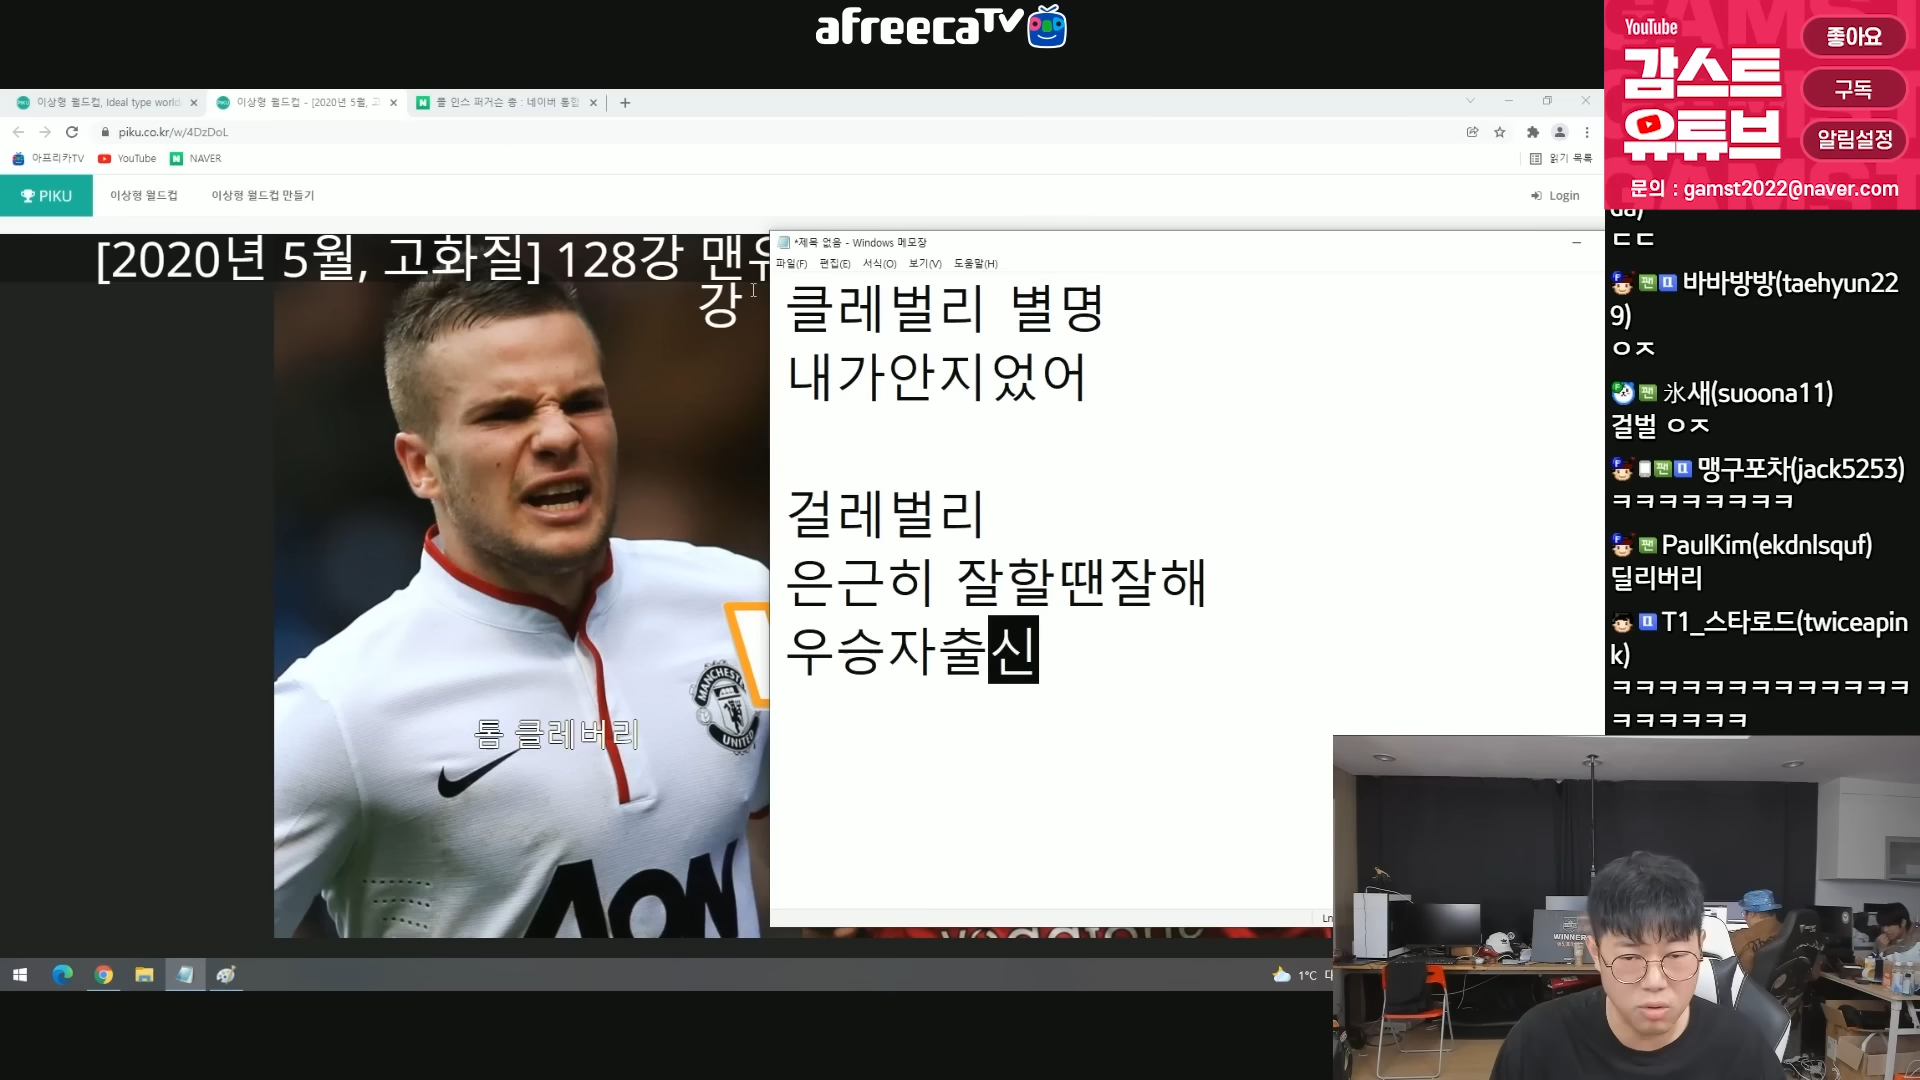 afreecaTV
YouTube
감스트
유튜브
좋아요
구독
알림설정
문의 : gamst2022@naver.com
이상형 월드컵, Ideal type world
이상형 월드컵 - [2020년 5월, 고
폴 인스 퍼거슨 총 : 네이버 통합
piku.co.kr/w/4DzDoL
아프리카TV
YouTube
NAVER
읽기 목록
PIKU
이상형 월드컵
이상형 월드컵 만들기
Login
[2020년 5월, 고화질] 128강 맨유
강
톰 클레버리
MANCHESTER
UNITED
AON
vodafone
*제목 없음 - Windows 메모장
파일(F) 편집(E) 서식(O) 보기(V) 도움말(H)
클레벌리 별명
내가안지었어
걸레벌리
은근히 잘할땐잘해
우승자출신
Ln
1°C
ㄷㄷ
바바방방(taehyun22
9)
ㅇㅈ
氷새(suoona11)
걸벌 ㅇㅈ
맹구포차(jack5253)
ㅋㅋㅋㅋㅋㅋㅋㅋ
PaulKim(ekdnlsquf)
딜리버리
T1_스타로드(twiceapin
k)
ㅋㅋㅋㅋㅋㅋㅋㅋㅋㅋㅋㅋㅋ
ㅋㅋㅋㅋㅋㅋ
WINNER